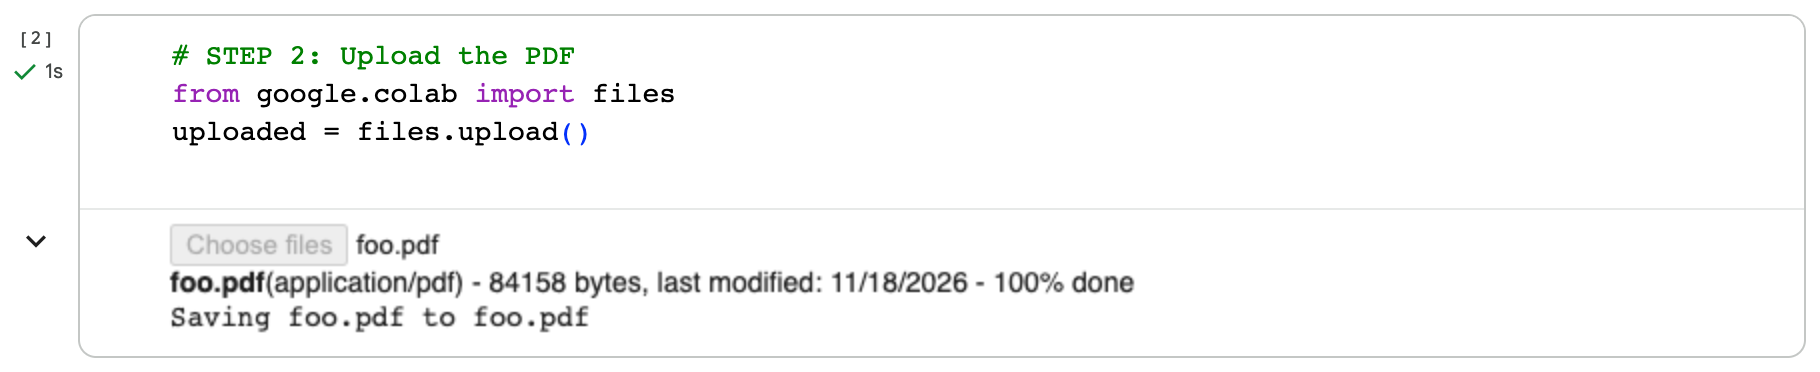 [2]
1s
# STEP 2: Upload the PDF
from google.colab import files
uploaded = files.upload()
Choose files foo.pdf
foo.pdf(application/pdf) - 84158 bytes, last modified: 11/18/2026 - 100% done
Saving foo.pdf to foo.pdf